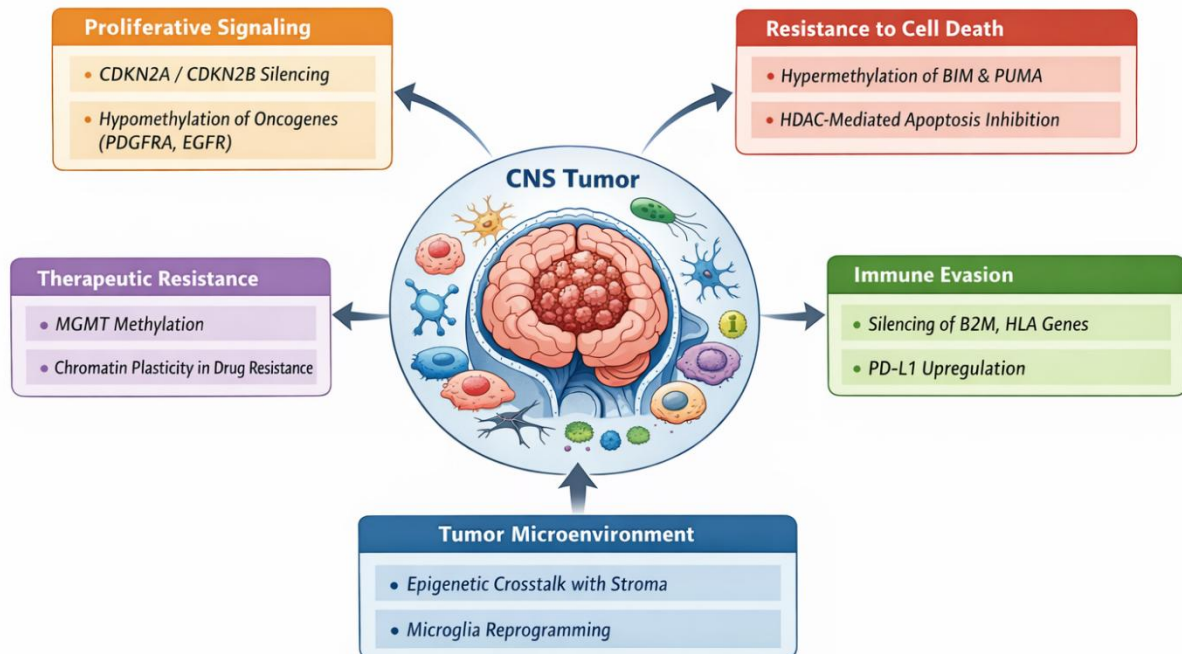 Proliferative Signaling
• CDKN2A / CDKN2B Silencing
• Hypomethylation of Oncogenes
(PDGFRA, EGFR)
Resistance to Cell Death
• Hypermethylation of BIM & PUMA
• HDAC-Mediated Apoptosis Inhibition
CNS Tumor
Therapeutic Resistance
• MGMT Methylation
• Chromatin Plasticity in Drug Resistance
i
Immune Evasion
• Silencing of B2M, HLA Genes
• PD-L1 Upregulation
Tumor Microenvironment
• Epigenetic Crosstalk with Stroma
• Microglia Reprogramming